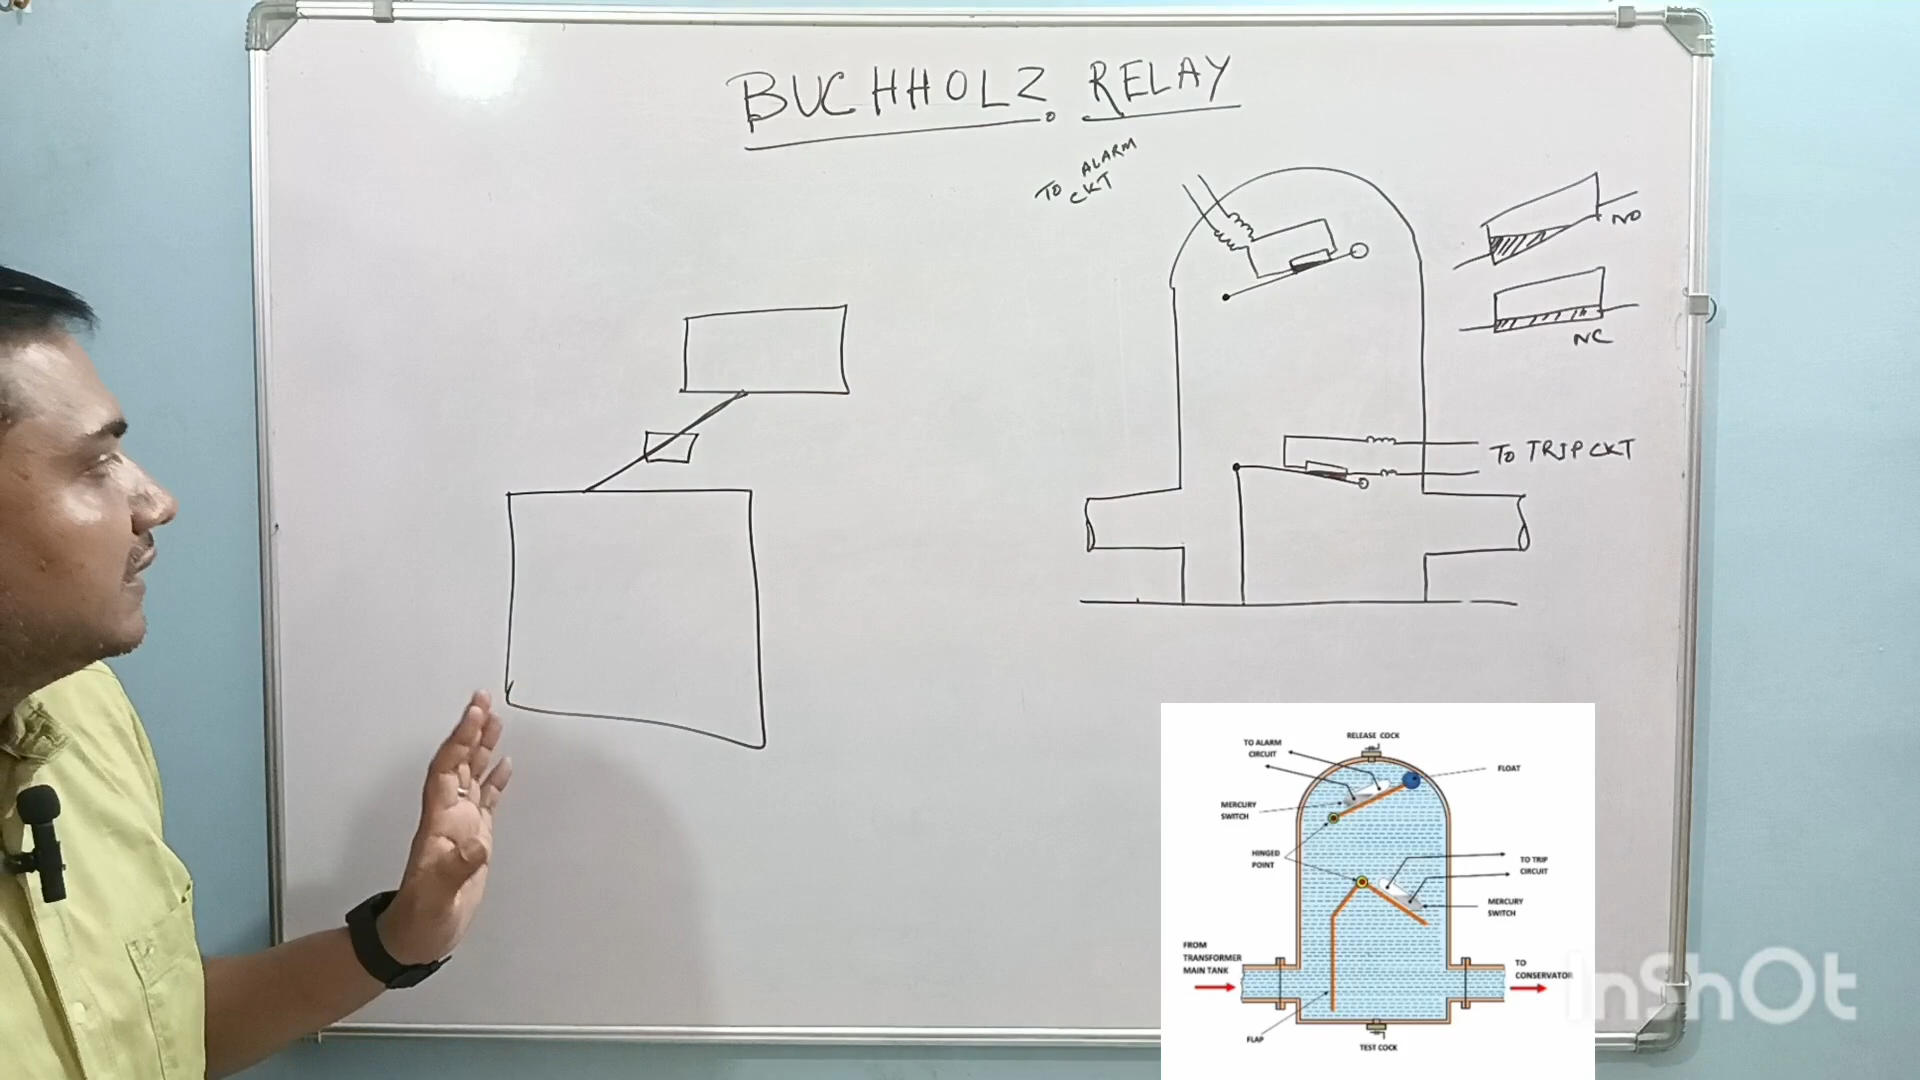 BUCHHOLZ RELAY
TO ALARM
CKT
NO
NC
TO TRIP CKT
RELEASE COCK
TO ALARM
CIRCUIT
FLOAT
MERCURY
SWITCH
HINGED
POINT
TO TRIP
CIRCUIT
MERCURY
SWITCH
FROM
TRANSFORMER
MAIN TANK
TO
CONSERVATOR
FLAP
TEST COCK
InShOt